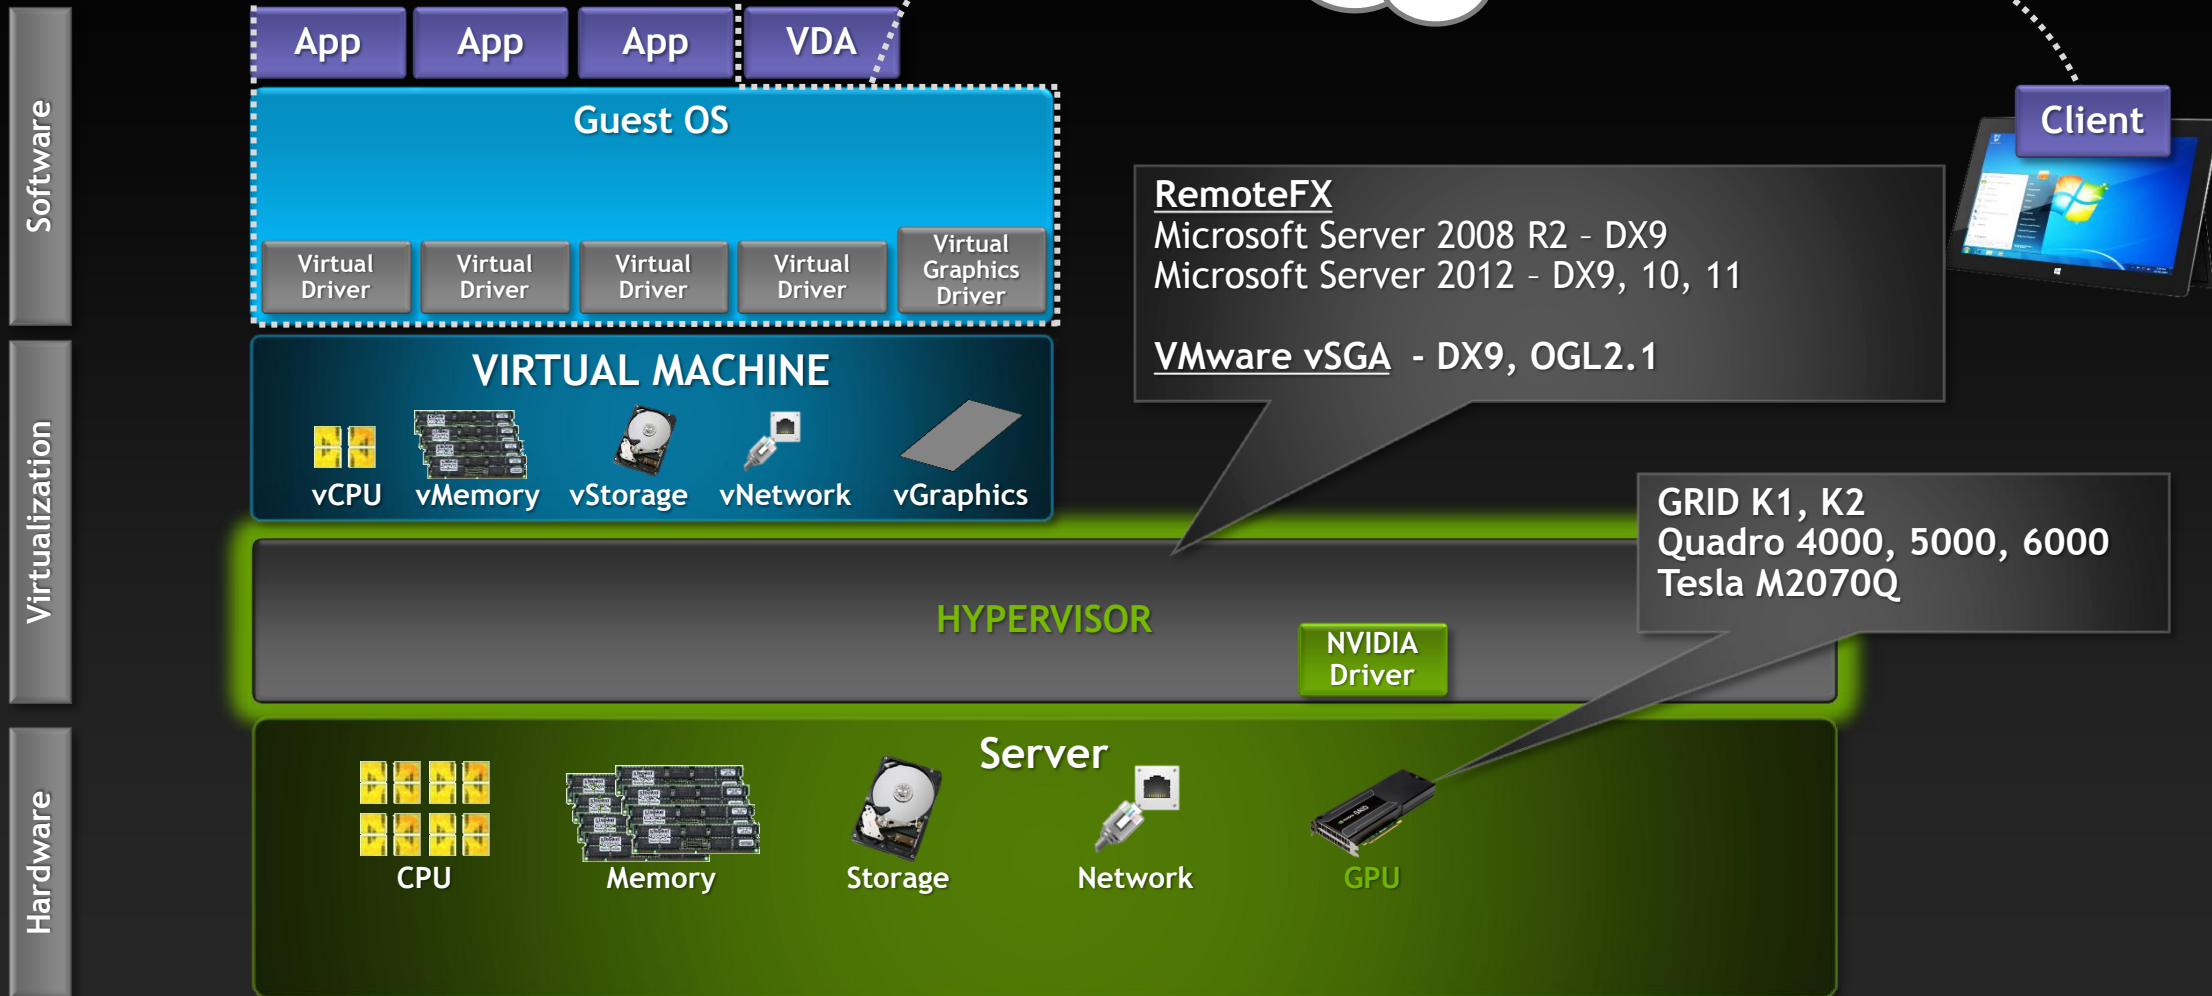 Software
App
App
App
VDA
Guest OS
Virtual
Driver
Virtual
Driver
Virtual
Driver
Virtual
Driver
Virtual
Graphics
Driver
Client
RemoteFX
Microsoft Server 2008 R2 – DX9
Microsoft Server 2012 – DX9, 10, 11
VMware vSGA - DX9, OGL2.1
Virtualization
VIRTUAL MACHINE
vCPU
vMemory
vStorage
vNetwork
vGraphics
GRID K1, K2
Quadro 4000, 5000, 6000
Tesla M2070Q
HYPERVISOR
NVIDIA
Driver
Hardware
Server
CPU
Memory
Storage
Network
GPU